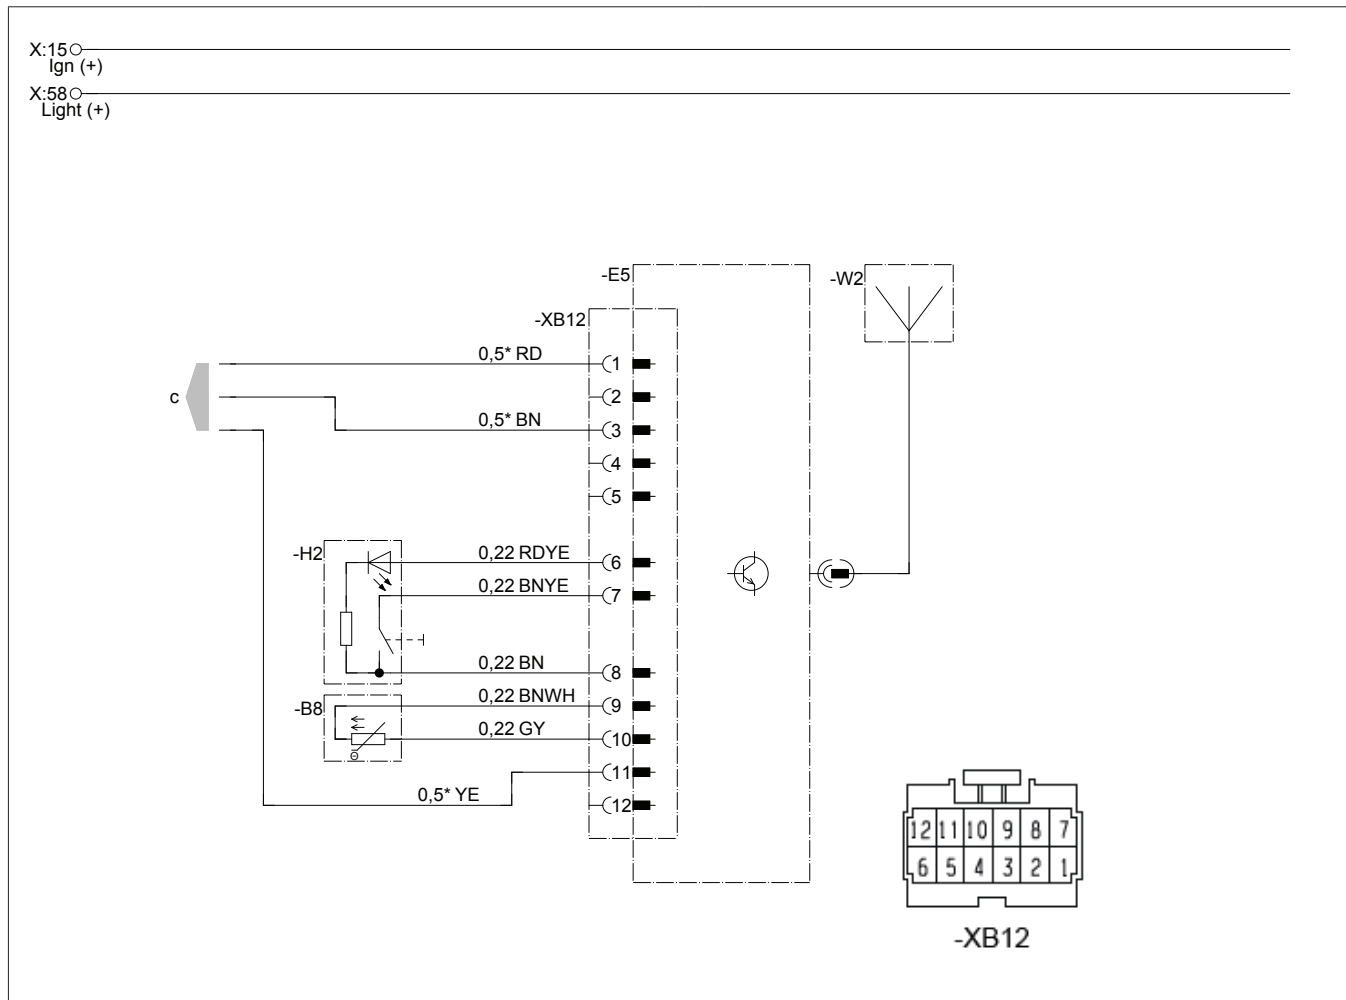 X:15
Ign (+)
X:58
Light (+)
-E5
-W2
-XB12
0,5* RD
1
c
2
0,5* BN
3
4
5
-H2
0,22 RDYE
6
0,22 BNYE
7
0,22 BN
8
-B8
0,22 BNWH
9
0,22 GY
10
Θ
11
0,5* YE
12
12 11 10 9 8 7
6 5 4 3 2 1
-XB12